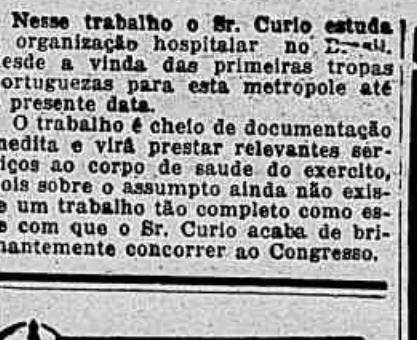 Nesse trabalho o Sr. Curio estuda
organização hospitalar no
esde a vinda das primeiras tropas
ortuguezas para esta metropole até
presente data.
O trabalho é cheio de documentação
nedita e virá prestar relevantes ser-
iços ao corpo de saude do exercito,
ois sobre o assumpto ainda não exis-
e um trabalho tão completo como es-
e com que o Sr. Curio acaba de bri-
hantemente concorrer ao Congresso.